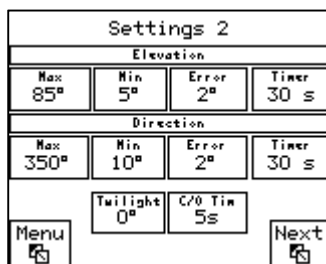 Settings 2
Elevation
Max Min Error Timer
85° 5° 2° 30 s
Direction
Max Min Error Timer
350° 10° 2° 30 s
Twilight C/O Tim
0° 5s
Menu Next